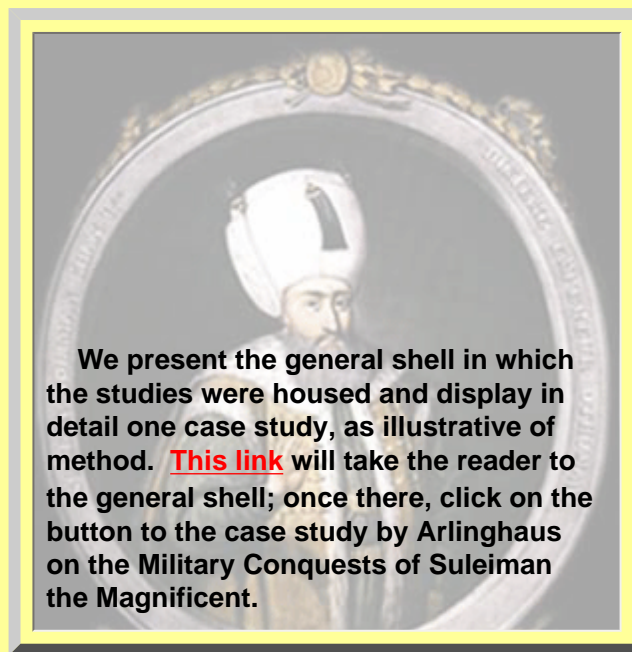 We present the general shell in which
the studies were housed and display in
detail one case study, as illustrative of
method. This link will take the reader to
the general shell; once there, click on the
button to the case study by Arlinghaus
on the Military Conquests of Suleiman
the Magnificent.